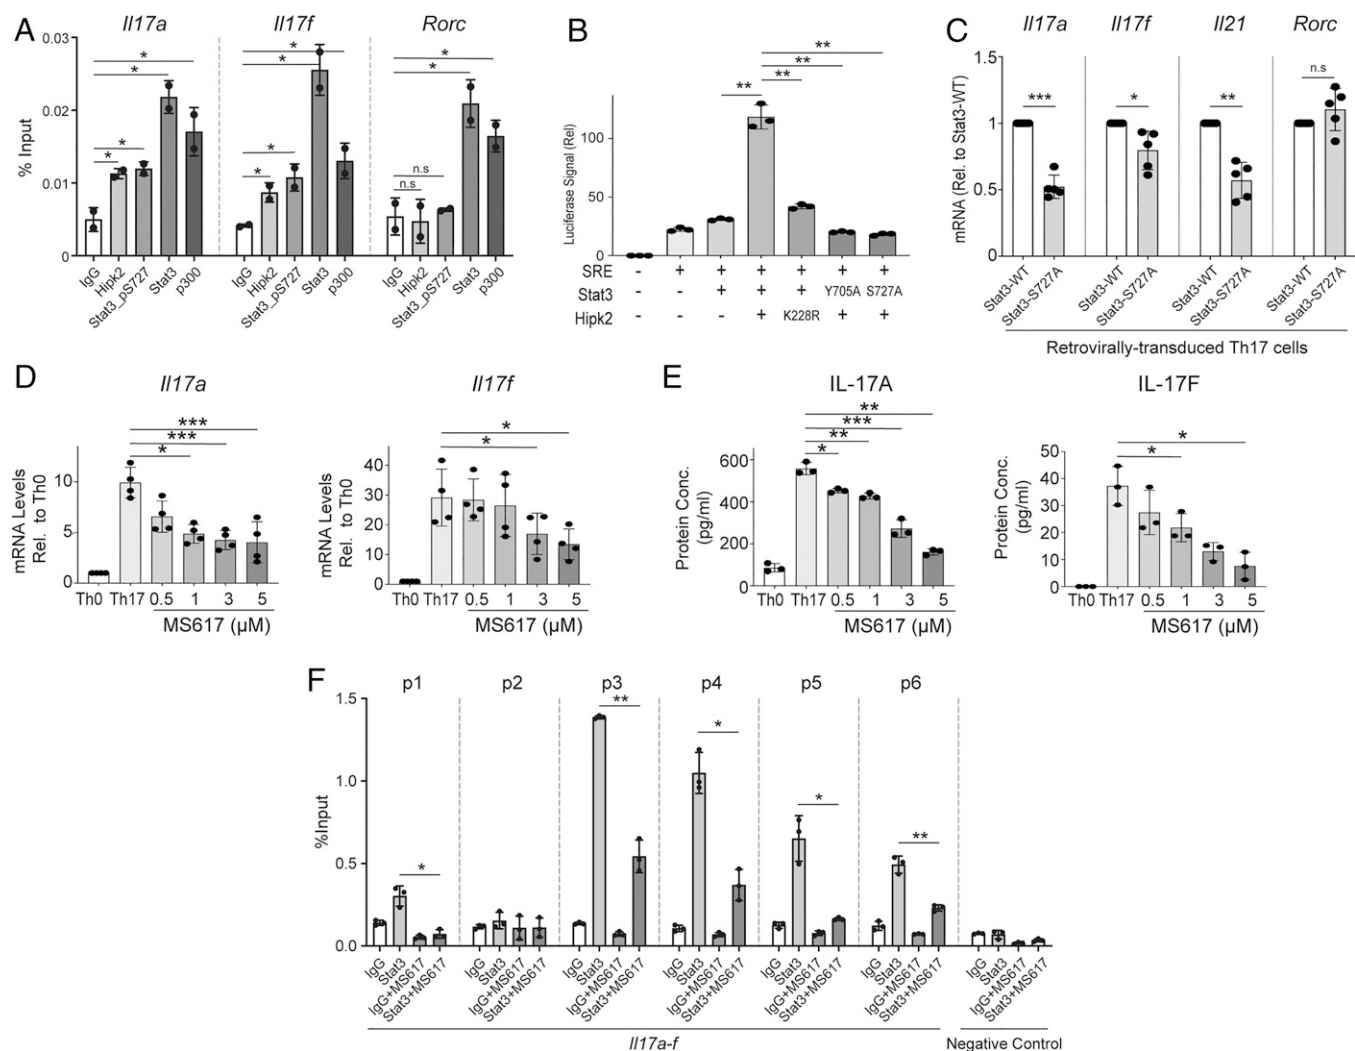 A
Il17a
Il17f
Rorc
% Input
0.03
0.02
0.01
0
*
*
*
*
*
*
*
*
*
*
n.s
n.s
IgG
Hipk2
Stat3_pS727
Stat3
p300
IgG
Hipk2
Stat3_pS727
Stat3
p300
IgG
Hipk2
Stat3_pS727
Stat3
p300
B
Luciferase Signal (Rel)
100
50
0
**
**
**
**
SRE - + + + + + +
Stat3 - - + + + Y705A S727A
Hipk2 - - - + K228R + +
C
Il17a
Il17f
Il21
Rorc
mRNA (Rel. to Stat3-WT)
1.5
1
0.5
0
***
*
**
n.s
Stat3-WT
Stat3-S727A
Stat3-WT
Stat3-S727A
Stat3-WT
Stat3-S727A
Stat3-WT
Stat3-S727A
Retrovirally-transduced Th17 cells
D
Il17a
mRNA Levels
Rel. to Th0
10
5
0
***
***
*
Th0 Th17 0.5 1 3 5
MS617 (µM)
Il17f
mRNA Levels
Rel. to Th0
40
30
20
10
0
*
*
Th0 Th17 0.5 1 3 5
MS617 (µM)
E
IL-17A
Protein Conc.
(pg/ml)
600
400
200
0
**
***
**
*
Th0 Th17 0.5 1 3 5
MS617 (µM)
IL-17F
Protein Conc.
(pg/ml)
50
40
30
20
10
0
*
*
Th0 Th17 0.5 1 3 5
MS617 (µM)
F
p1 p2 p3 p4 p5 p6
%Input
1.5
1.0
0.5
0.0
*
**
*
*
**
IgG
Stat3
IgG+MS617
Stat3+MS617
IgG
Stat3
IgG+MS617
Stat3+MS617
IgG
Stat3
IgG+MS617
Stat3+MS617
IgG
Stat3
IgG+MS617
Stat3+MS617
IgG
Stat3
IgG+MS617
Stat3+MS617
IgG
Stat3
IgG+MS617
Stat3+MS617
IgG
Stat3
IgG+MS617
Stat3+MS617
Il17a-f
Negative Control